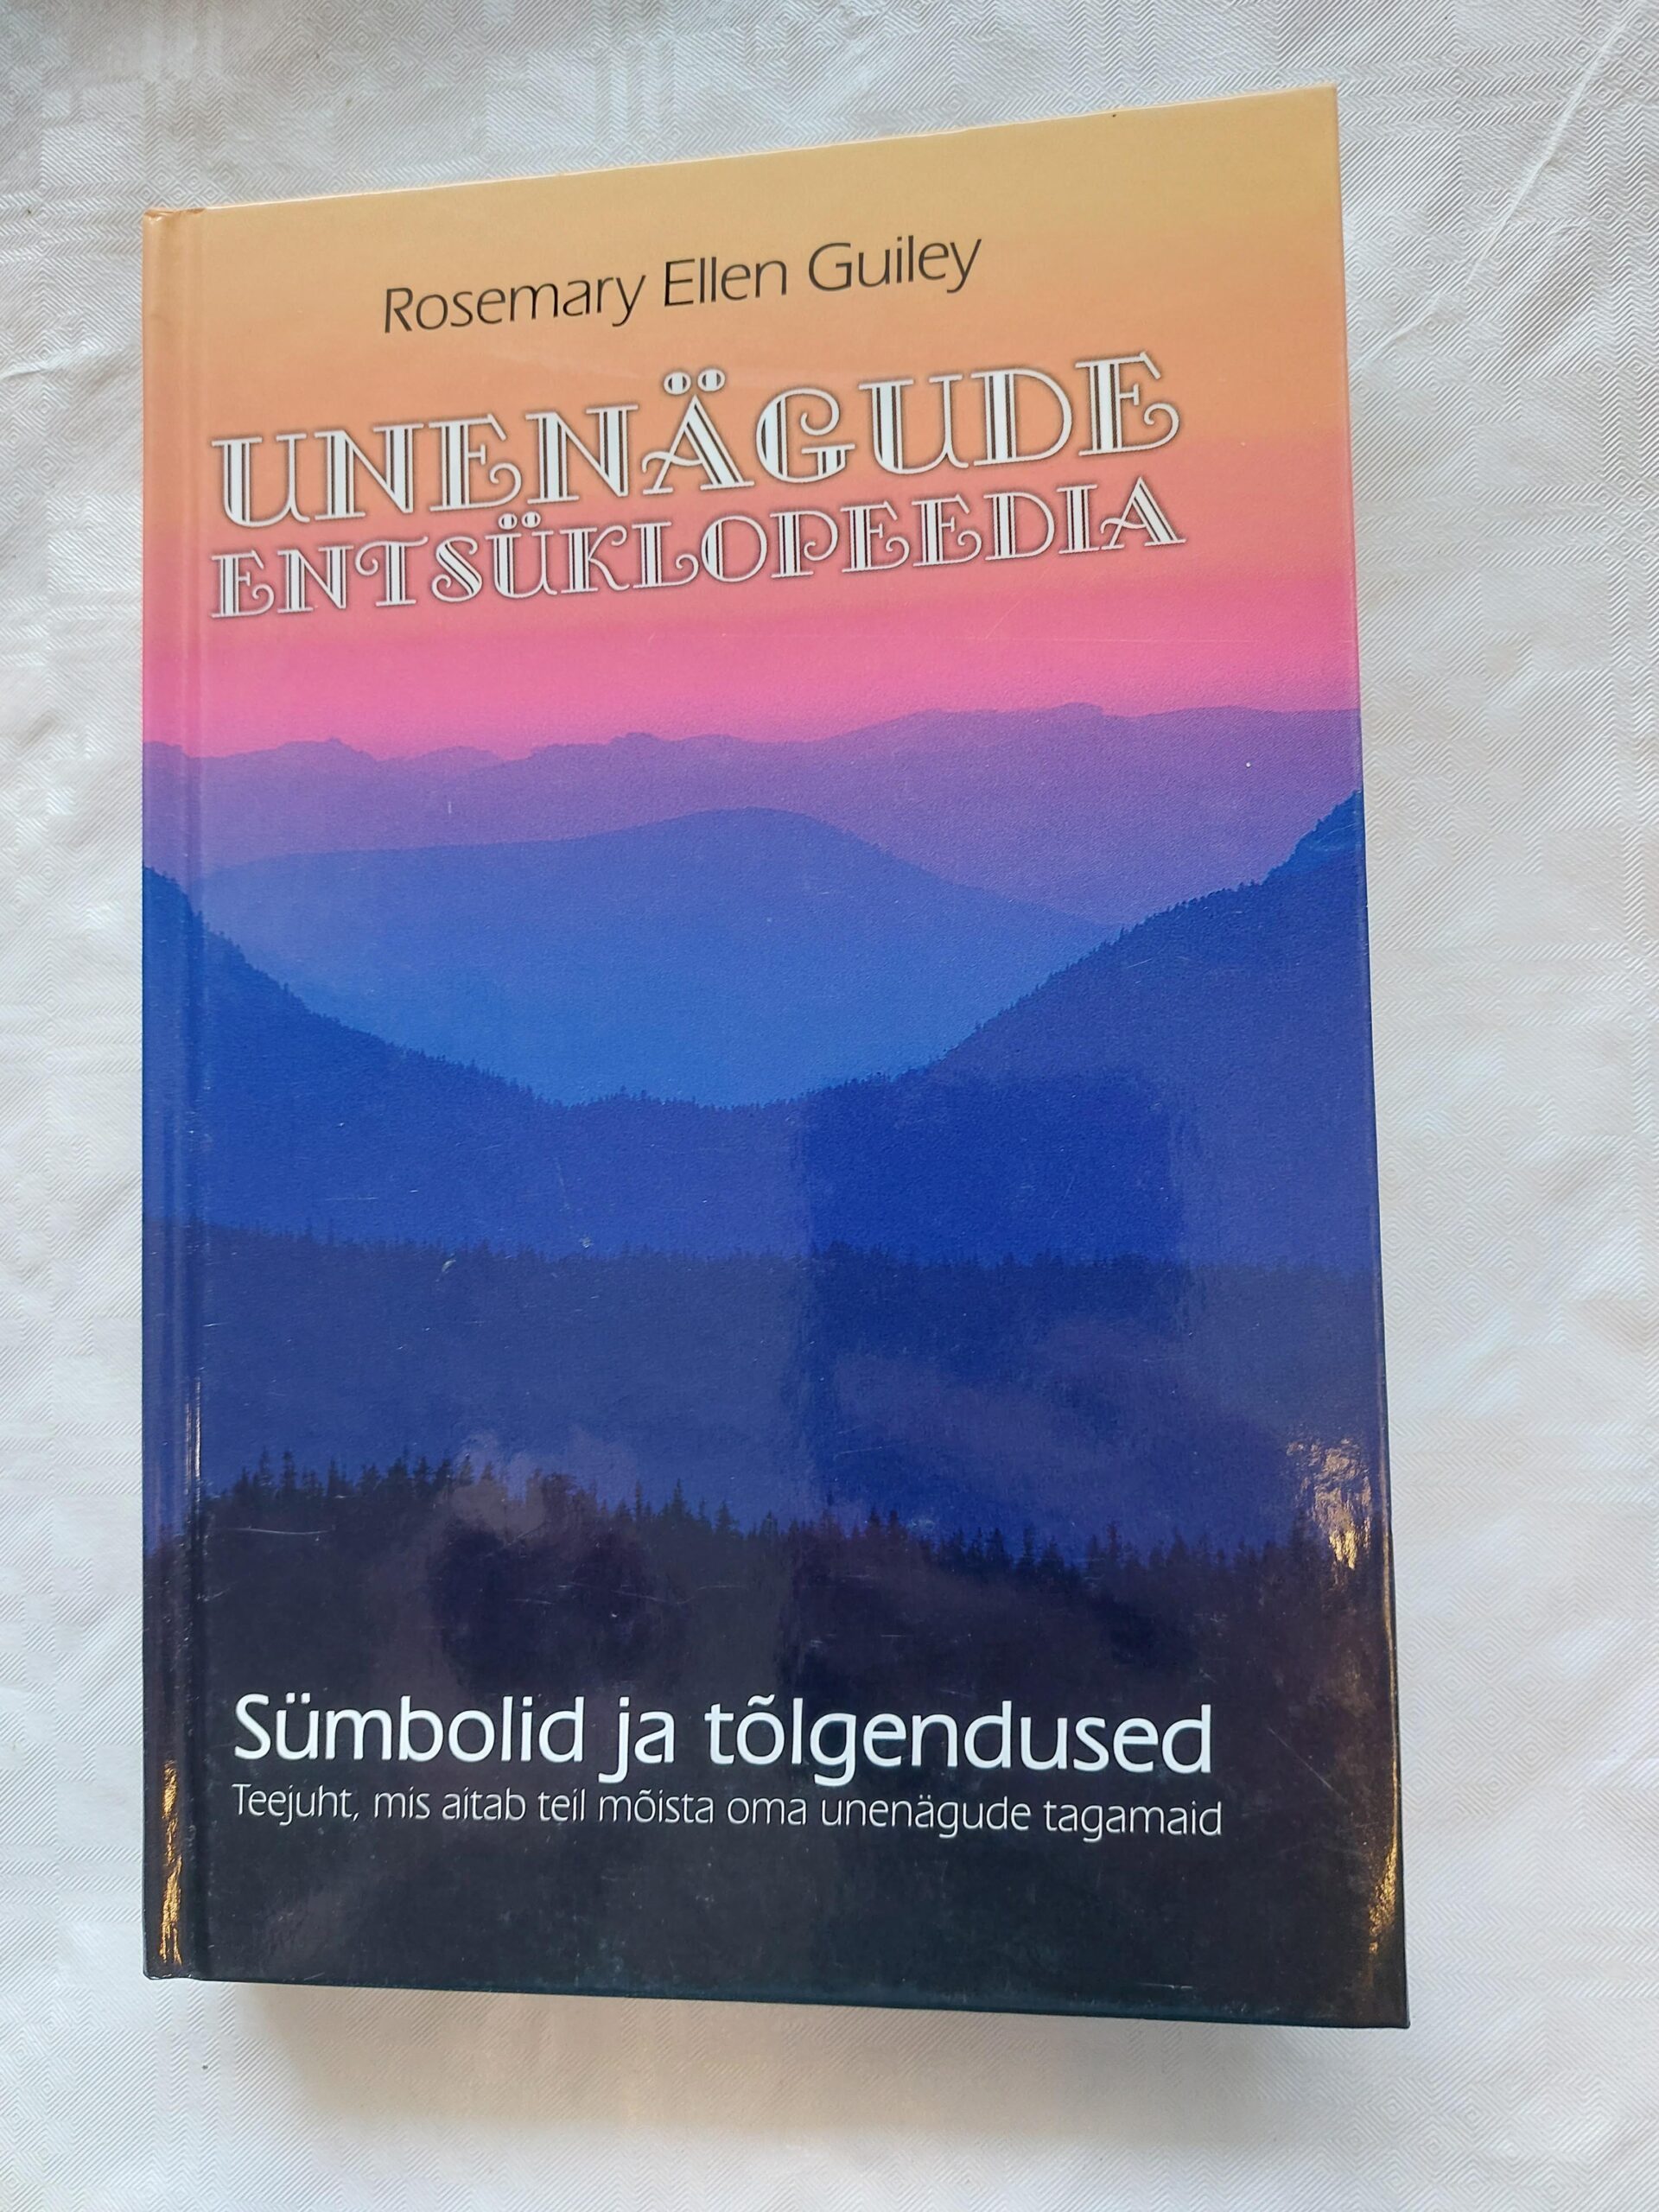 Rosemary Ellen Guiley
UNENÄGUDE
ENTSÜKLOPEEDIA
Sümbolid ja tõlgendused
Teejuht, mis aitab teil mõista oma unenägude tagamaid